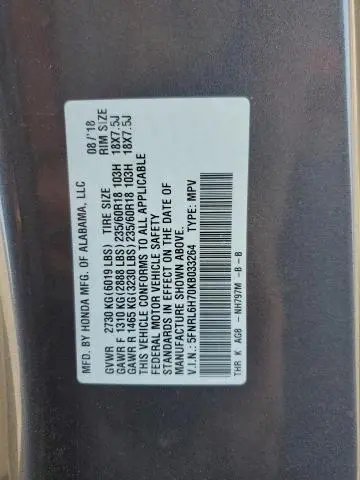 MFD. BY HONDA MFG. OF ALABAMA, LLC 08/'18
GVWR 2730 KG(6019 LBS) TIRE SIZE RIM SIZE
GAWR F 1310 KG(2888 LBS)235/60R18 103H 18X7.5J
GAWR R 1465 KG(3230 LBS)235/60R18 103H 18X7.5J
THIS VEHICLE CONFORMS TO ALL APPLICABLE
FEDERAL MOTOR VEHICLE SAFETY
STANDARDS IN EFFECT ON THE DATE OF
MANUFACTURE SHOWN ABOVE.
V.I.N.: 5FNRL6H70KB033264 TYPE: MPV
THR K AG8 - NH797M -B -B